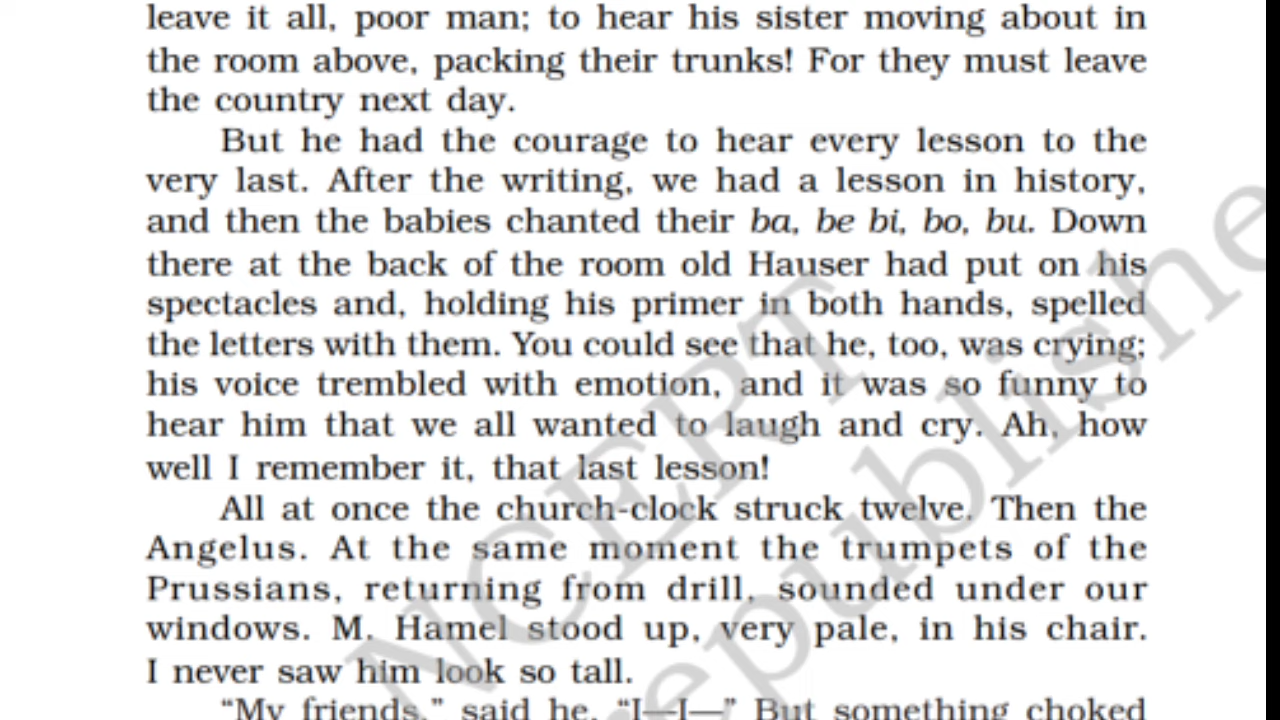 leave it all, poor man; to hear his sister moving about in
the room above, packing their trunks! For they must leave
the country next day.
But he had the courage to hear every lesson to the
very last. After the writing, we had a lesson in history,
and then the babies chanted their ba, be bi, bo, bu. Down
there at the back of the room old Hauser had put on his
spectacles and, holding his primer in both hands, spelled
the letters with them. You could see that he, too, was crying;
his voice trembled with emotion, and it was so funny to
hear him that we all wanted to laugh and cry. Ah, how
well I remember it, that last lesson!
All at once the church-clock struck twelve. Then the
Angelus. At the same moment the trumpets of the
Prussians, returning from drill, sounded under our
windows. M. Hamel stood up, very pale, in his chair.
I never saw him look so tall.
“My friends,” said he, “I—I—” But something choked
NCERT
republishe